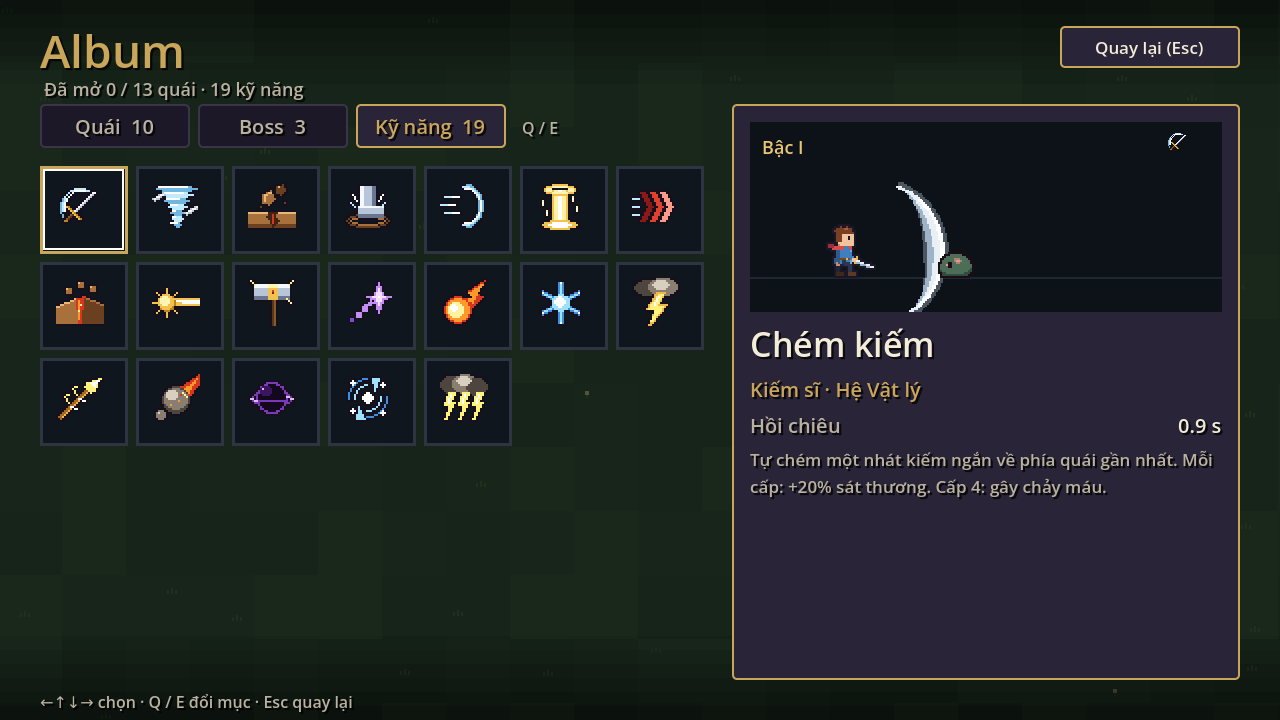 Album
Quay lại (Esc)
Đã mở 0 / 13 quái · 19 kỹ năng
Quái 10
Boss 3
Kỹ năng 19
Q / E
Bậc I
Chém kiếm
Kiếm sĩ · Hệ Vật lý
Hồi chiêu 0.9 s
Tự chém một nhát kiếm ngắn về phía quái gần nhất. Mỗi
cấp: +20% sát thương. Cấp 4: gây chảy máu.
←↑↓→ chọn · Q / E đổi mục · Esc quay lại